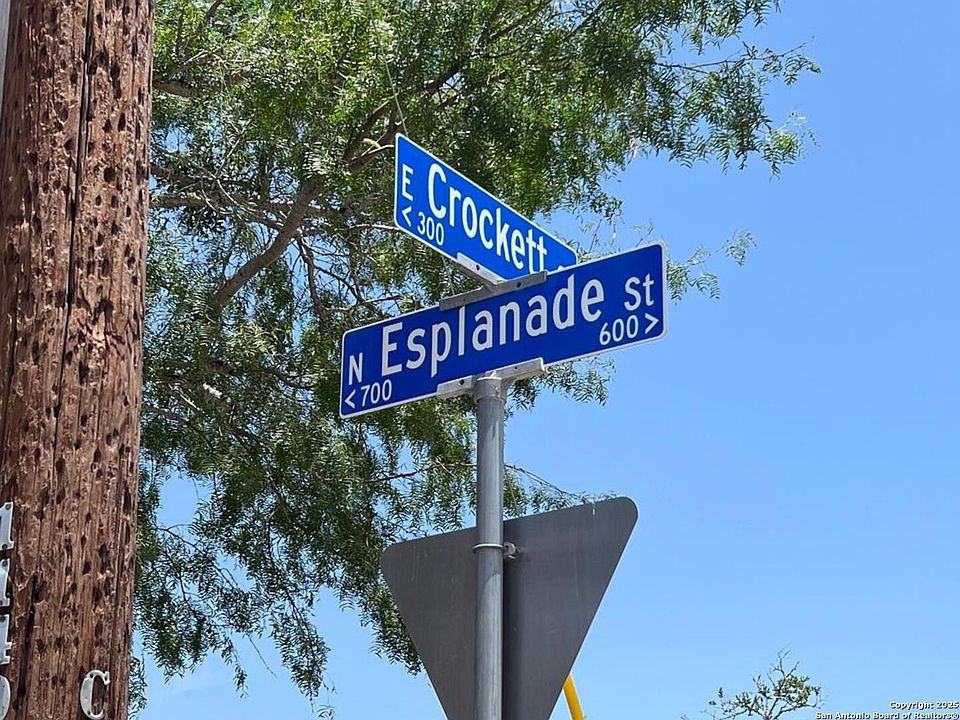 E Crockett
< 300
N Esplanade St
< 700 600 >
C
Copyright 2025
San Antonio Board of Realtors®